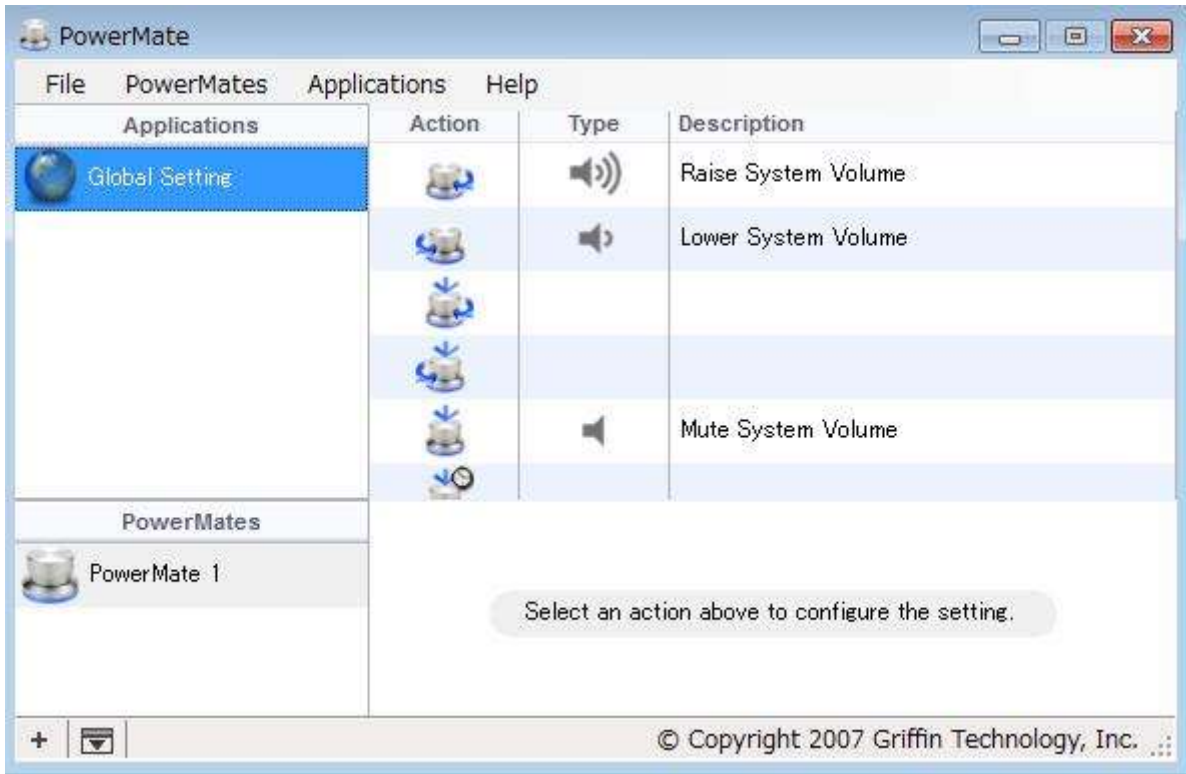 PowerMate
File PowerMates Applications Help
Applications Action Type Description
Global Setting
Raise System Volume
Lower System Volume
Mute System Volume
PowerMates
PowerMate 1
Select an action above to configure the setting.
© Copyright 2007 Griffin Technology, Inc.